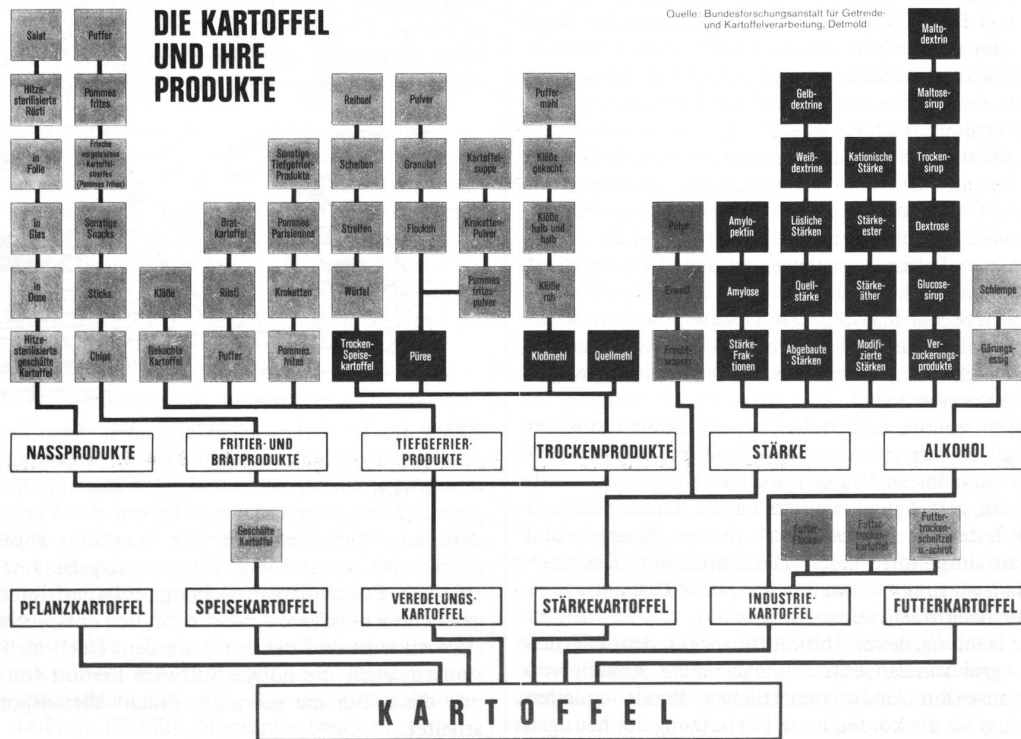 DIE KARTOFFEL
UND IHRE
PRODUKTE
Quelle: Bundesforschungsanstalt für Getreide-
und Kartoffelverarbeitung, Detmold
Salat
Puffer
Malto-
dextrin
Hitze-
sterilisierte
Rösti
Pommes
frites
Reibsel
Pulver
Puffer-
mehl
Gelb-
dextrine
Maltose-
sirup
in
Folie
Frische
vorgebratene
Kartoffel-
streifen
(Pommes frites)
Sonstige
Tiefgefrier-
Produkte
Scheiben
Granulat
Kartoffel-
suppe
Klöße
gekocht
Weiß-
dextrine
Kationische
Stärke
Trocken-
sirup
in
Glas
Sonstige
Snacks
Brat-
kartoffel
Pommes
Parisiennes
Streifen
Flocken
Kroketten-
Pulver
Klöße
halb und
halb
Pülpe
Amylo-
pektin
Lösliche
Stärken
Stärke-
ester
Dextrose
in
Dose
Sticks
Klöße
Rösti
Kroketten
Würfel
Pommes
frites-
pulver
Klöße
roh
Eiweiß
Amylose
Quell-
stärke
Stärke-
äther
Glucose-
sirup
Schlempe
Hitze-
sterilisierte
geschälte
Kartoffel
Chips
Gekochte
Kartoffel
Puffer
Pommes
frites
Trocken-
Speise-
kartoffel
Püree
Kloßmehl
Quellmehl
Frucht-
wasser
Stärke-
Frak-
tionen
Abgebaute
Stärken
Modifi-
zierte
Stärken
Ver-
zuckerungs-
produkte
Gärungs-
essig
NASSPRODUKTE
FRITIER- UND
BRATPRODUKTE
TIEFGEFRIER-
PRODUKTE
TROCKENPRODUKTE
STÄRKE
ALKOHOL
Geschälte
Kartoffel
Futter-
Flocken
Futter-
trocken-
kartoffel
Futter-
trocken-
schnitzel
u.-schrot
PFLANZKARTOFFEL
SPEISEKARTOFFEL
VEREDELUNGS-
KARTOFFEL
STÄRKEKARTOFFEL
INDUSTRIE-
KARTOFFEL
FUTTERKARTOFFEL
KARTOFFEL